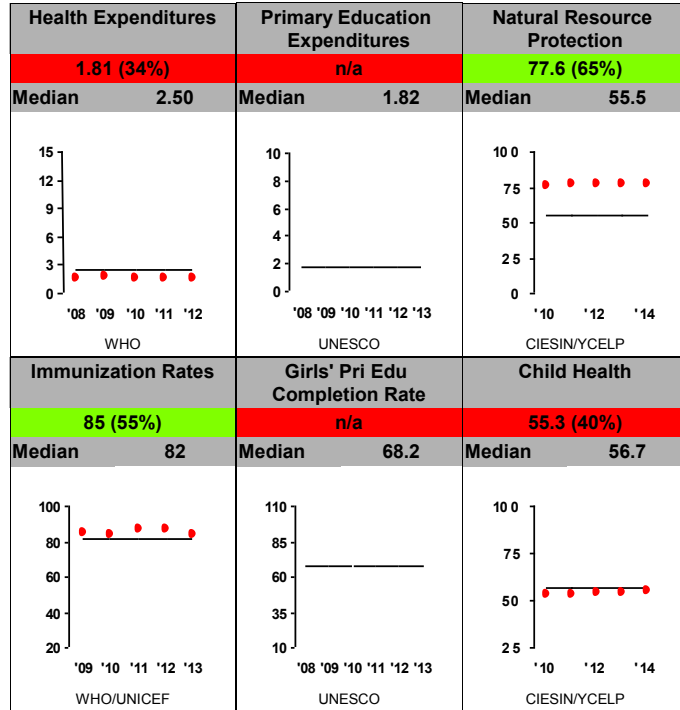 Health Expenditures
1.81 (34%)
Median 2.50
15
12
9
6
3
0
'08 '09 '10 '11 '12
WHO
Primary Education
Expenditures
n/a
Median 1.82
10
8
6
4
2
0
'08 '09 '10 '11 '12 '13
UNESCO
Natural Resource
Protection
77.6 (65%)
Median 55.5
100
75
50
25
0
'10 '12 '14
CIESIN/YCELP
Immunization Rates
85 (55%)
Median 82
100
80
60
40
20
'09 '10 '11 '12 '13
WHO/UNICEF
Girls' Pri Edu
Completion Rate
n/a
Median 68.2
110
85
60
35
10
'08 '09 '10 '11 '12 '13
UNESCO
Child Health
55.3 (40%)
Median 56.7
100
75
50
25
'10 '12 '14
CIESIN/YCELP